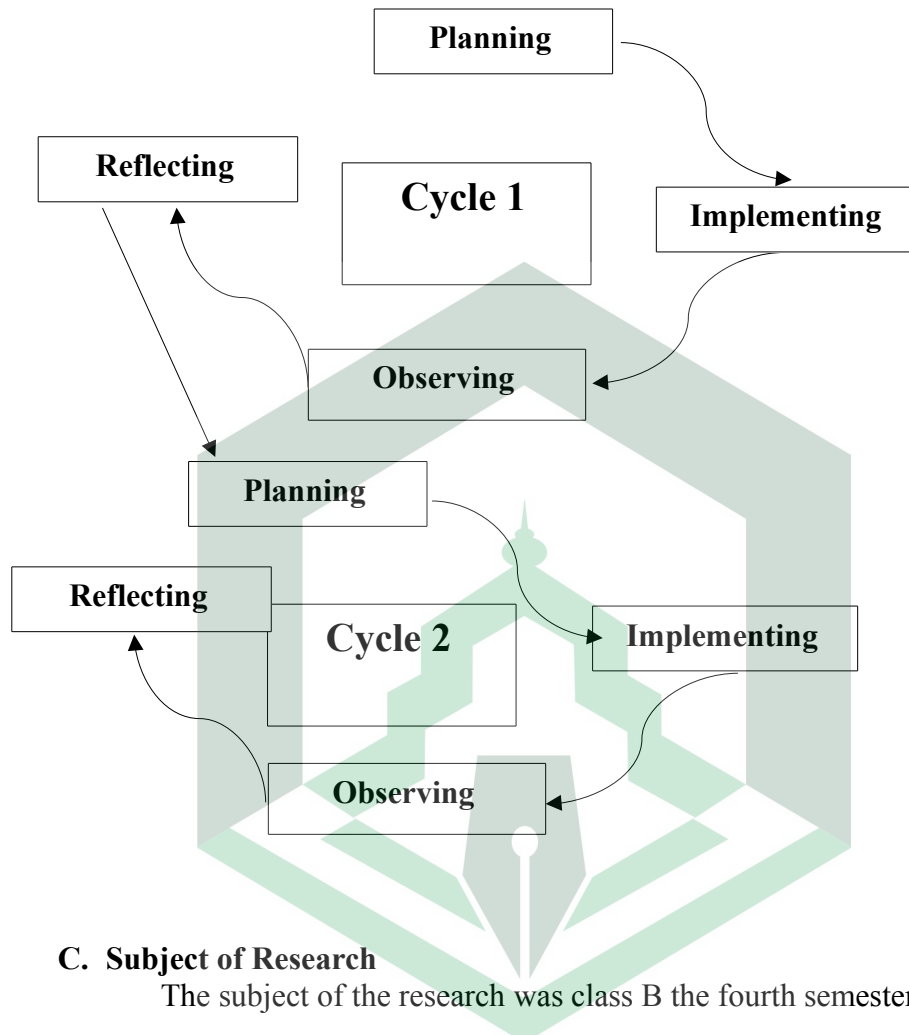 Planning
Reflecting
Cycle 1
Implementing
Observing
Planning
Reflecting
Cycle 2
Implementing
Observing
C. Subject of Research
The subject of the research was class B the fourth semester